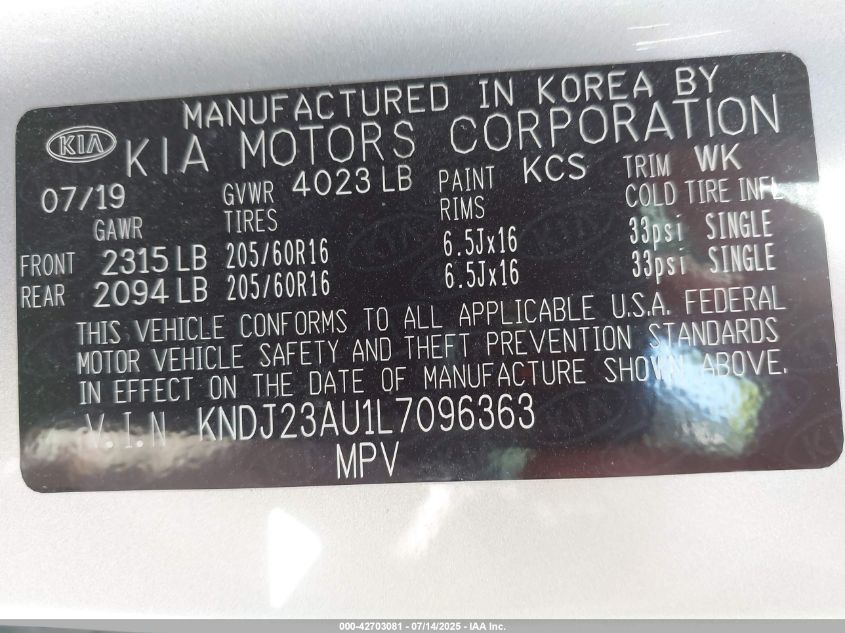 MANUFACTURED IN KOREA BY
KIA KIA MOTORS CORPORATION
07/19 GVWR 4023 LB PAINT KCS TRIM WK
GAWR TIRES RIMS COLD TIRE INFL
FRONT 2315 LB 205/60R16 6.5Jx16 33psi SINGLE
REAR 2094 LB 205/60R16 6.5Jx16 33psi SINGLE
THIS VEHICLE CONFORMS TO ALL APPLICABLE U.S.A. FEDERAL
MOTOR VEHICLE SAFETY AND THEFT PREVENTION STANDARDS
IN EFFECT ON THE DATE OF MANUFACTURE SHOWN ABOVE.
V.I.N KNDJ23AU1L7096363
MPV
000-42703081 - 07/14/2025 - IAA Inc.